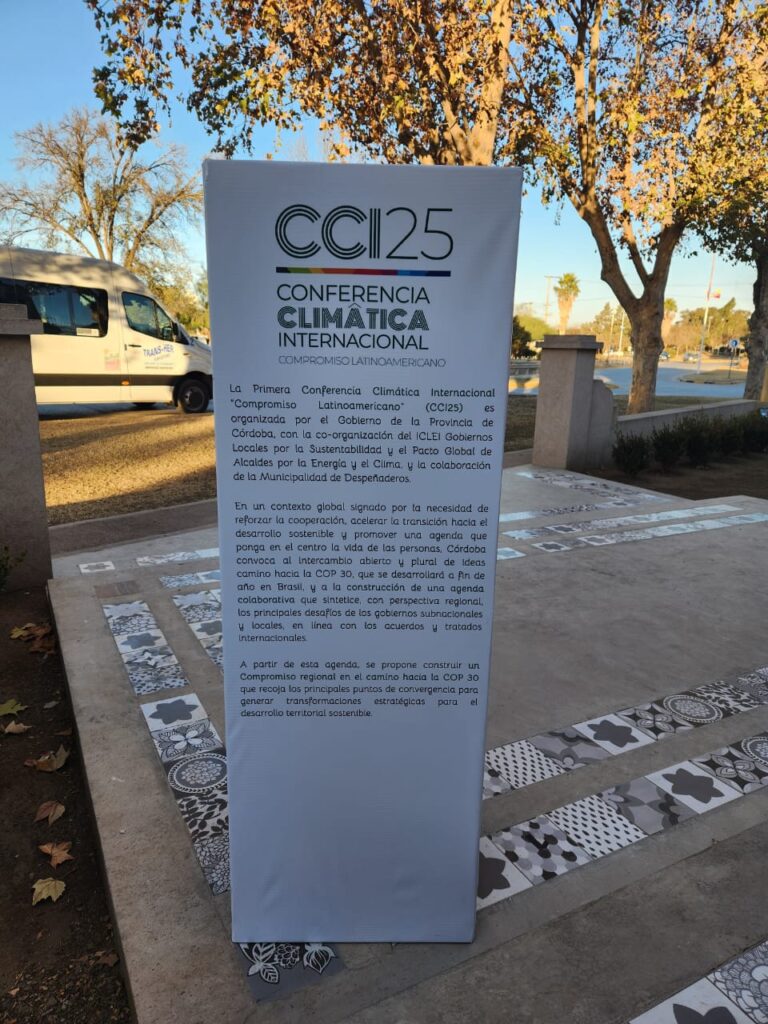 CCI25
CONFERENCIA
CLIMÂTICA
INTERNACIONAL
COMPROMISO LATINOAMERICANO
La Primera Conferencia Climática Internacional
"Compromiso Latinoamericano" (CCI25) es
organizada por el Gobierno de la Provincia de
Córdoba, con la co-organización del ICLEI Gobiernos
Locales por la Sustentabilidad y el Pacto Global de
Alcaldes por la Energía y el Clima, y la colaboración
de la Municipalidad de Despeñaderos.
En un contexto global signado por la necesidad de
reforzar la cooperación, acelerar la transición hacia el
desarrollo sostenible y promover una agenda que
ponga en el centro la vida de las personas, Córdoba
convoca al intercambio abierto y plural de ideas
camino hacia la COP 30, que se desarrollará a fin de
año en Brasil, y a la construcción de una agenda
colaborativa que sintetice, con perspectiva regional,
los principales desafíos de los gobiernos subnacionales
y locales, en línea con los acuerdos y tratados
internacionales.
A partir de esta agenda, se propone construir un
Compromiso regional en el camino hacia la COP 30
que recoja los principales puntos de convergencia para
generar transformaciones estratégicas para el
desarrollo territorial sostenible.
TRANS-HER